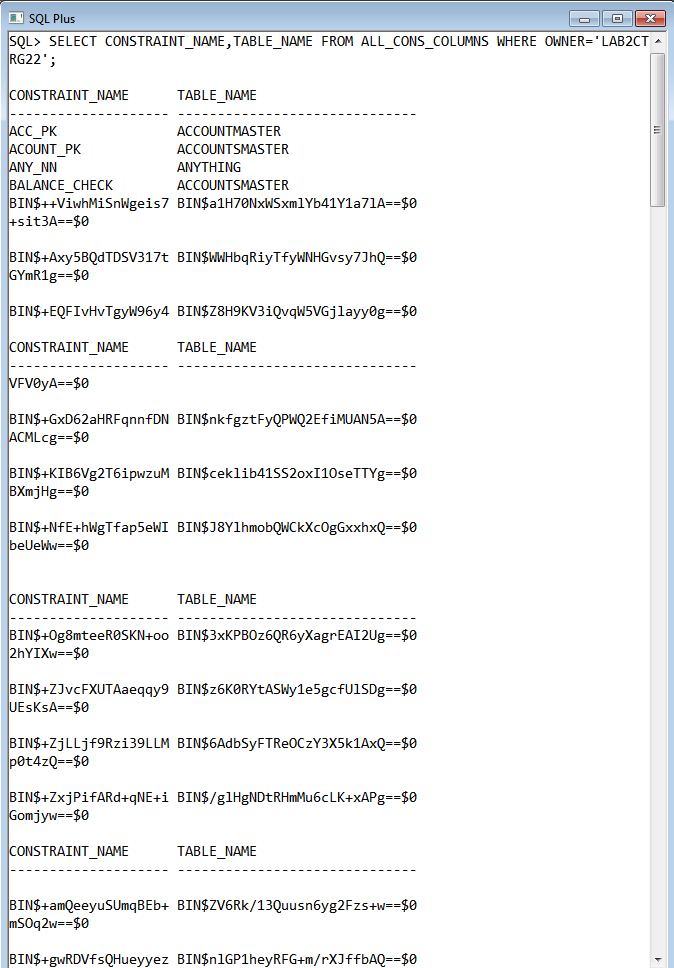 SQL Plus
SQL> SELECT CONSTRAINT_NAME,TABLE_NAME FROM ALL_CONS_COLUMNS WHERE OWNER='LAB2CT
RG22';
CONSTRAINT_NAME TABLE_NAME
-------------------- ------------------------------
ACC_PK ACCOUNTMASTER
ACOUNT_PK ACCOUNTSMASTER
ANY_NN ANYTHING
BALANCE_CHECK ACCOUNTSMASTER
BIN$++ViwhMiSnWgeis7 BIN$a1H70NxWSxmlYb41Y1a7lA==$0
+sit3A==$0
BIN$+Axy5BQdTDSV317t BIN$WWHbqRiyTfyWNHGvsy7JhQ==$0
GYmR1g==$0
BIN$+EQFIvHvTgyW96y4 BIN$Z8H9KV3iQvqW5VGjlayy0g==$0
CONSTRAINT_NAME TABLE_NAME
-------------------- ------------------------------
VFV0yA==$0
BIN$+GxD62aHRFqnnfDN BIN$nkfgztFyQPWQ2EfiMUAN5A==$0
ACMLcg==$0
BIN$+KIB6Vg2T6ipwzuM BIN$ceklib41SS2oxI1OseTTYg==$0
BXmjHg==$0
BIN$+NfE+hWgTfap5eWI BIN$J8YlhmobQWCkXcOgGxxhxQ==$0
beUeWw==$0
CONSTRAINT_NAME TABLE_NAME
-------------------- ------------------------------
BIN$+Og8mteeR0SKN+oo BIN$3xKPBOz6QR6yXagrEAI2Ug==$0
2hYIXw==$0
BIN$+ZJvcFXUTAaeqqy9 BIN$z6K0RYtASWy1e5gcfUlSDg==$0
UEsKsA==$0
BIN$+ZjLLjf9Rzi39LLM BIN$6AdbSyFTReOCzY3X5k1AxQ==$0
p0t4zQ==$0
BIN$+ZxjPifARd+qNE+i BIN$/glHgNDtRHmMu6cLK+xAPg==$0
Gomjyw==$0
CONSTRAINT_NAME TABLE_NAME
-------------------- ------------------------------
BIN$+amQeeyuSUmqBEb+ BIN$ZV6Rk/13Quusn6yg2Fzs+w==$0
mSOq2w==$0
BIN$+gwRDVfsQHueyyez BIN$nlGP1heyRFG+m/rXJffbAQ==$0